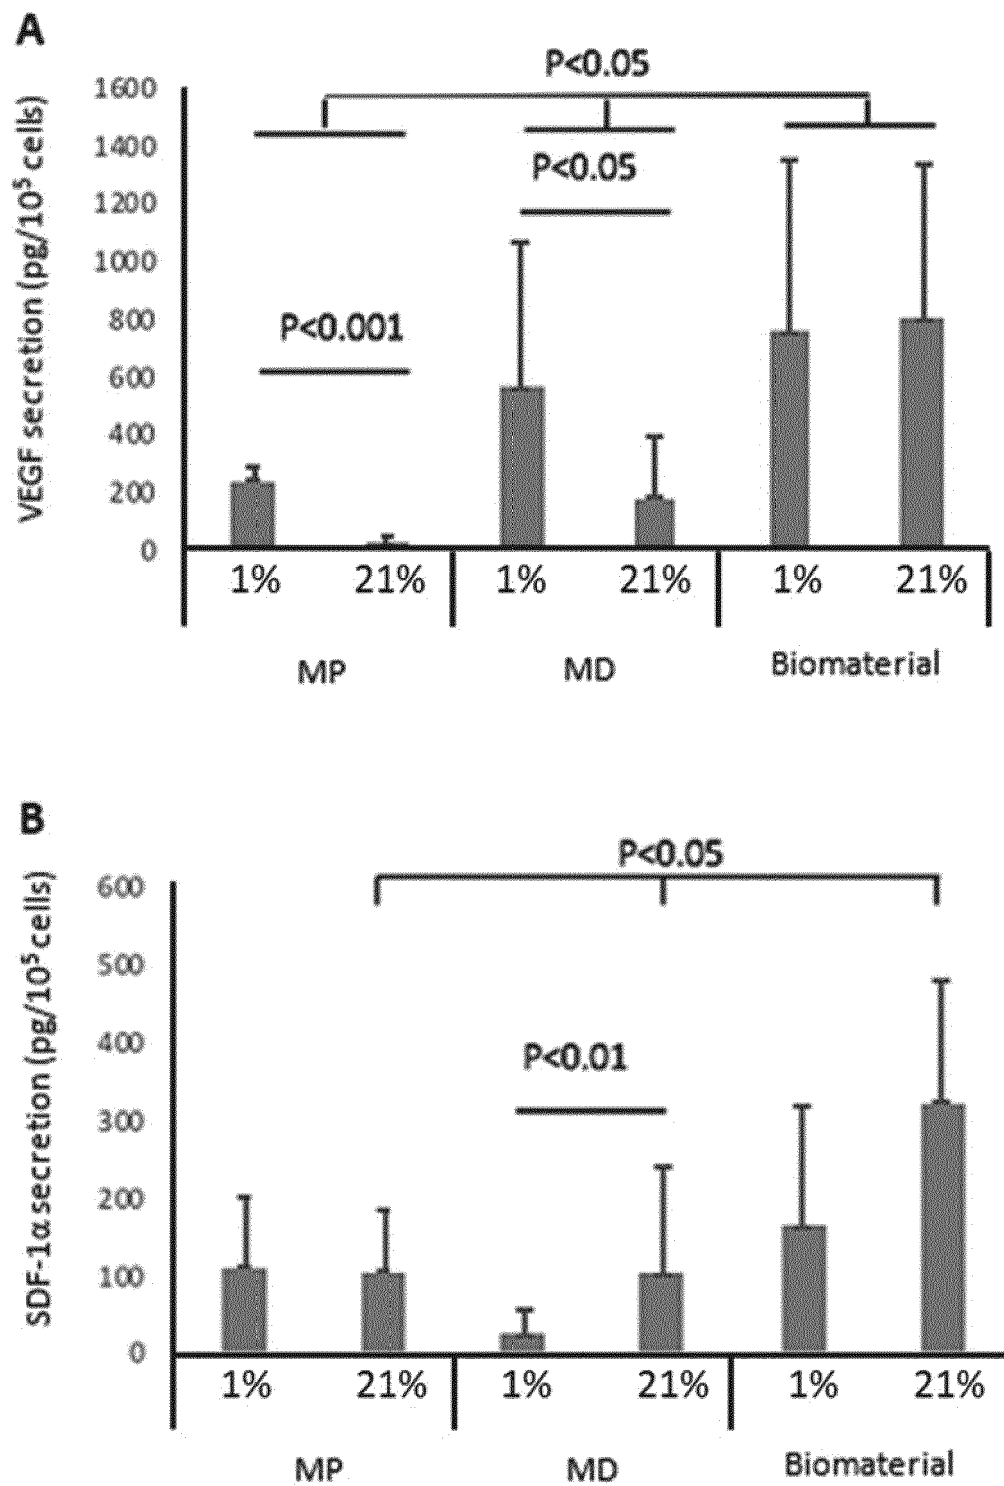 A
P<0.05
1600
1400
P<0.05
1200
1000
800
P<0.001
600
400
200
0
VEGF secretion (pg/10⁵ cells)
1% 21% 1% 21% 1% 21%
MP MD Biomaterial
B
P<0.05
600
500
400
P<0.01
300
200
100
0
SDF-1α secretion (pg/10⁵ cells)
1% 21% 1% 21% 1% 21%
MP MD Biomaterial